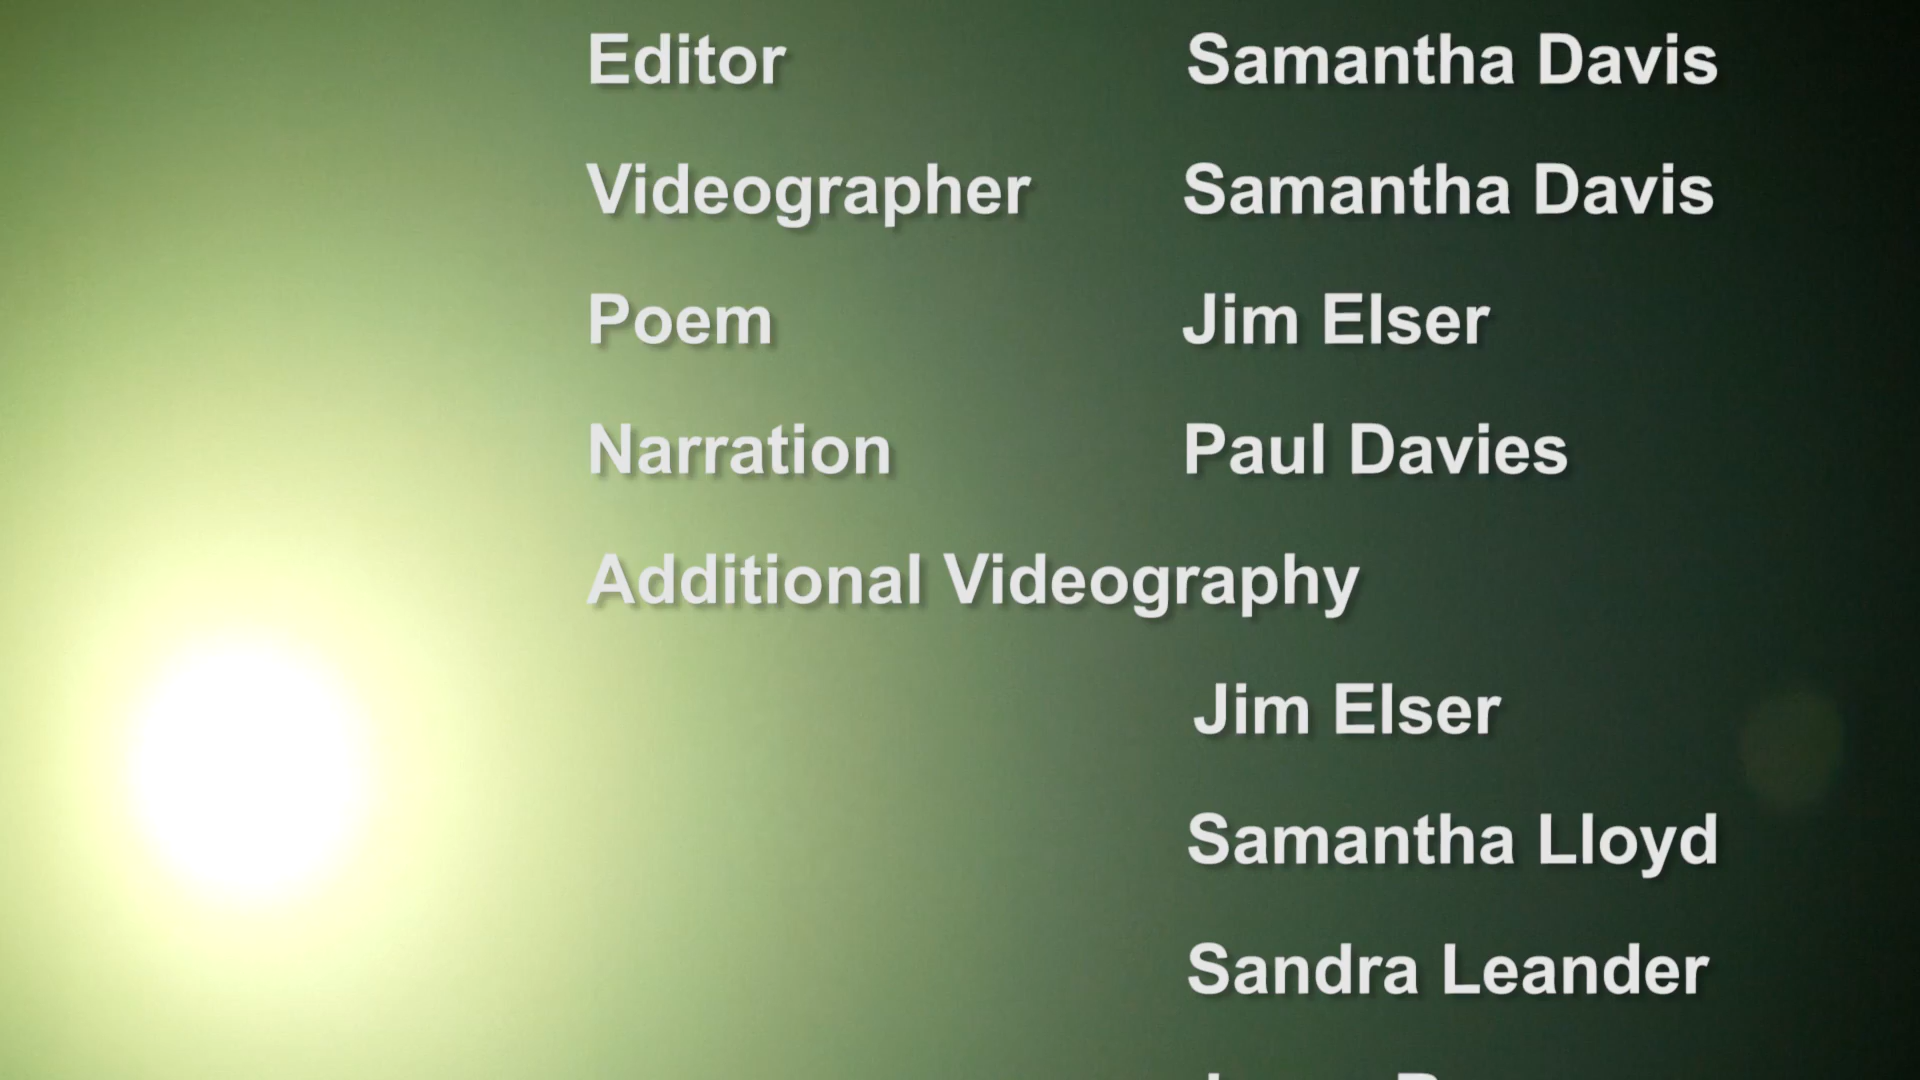 Editor Samantha Davis
Videographer Samantha Davis
Poem Jim Elser
Narration Paul Davies
Additional Videography
Jim Elser
Samantha Lloyd
Sandra Leander